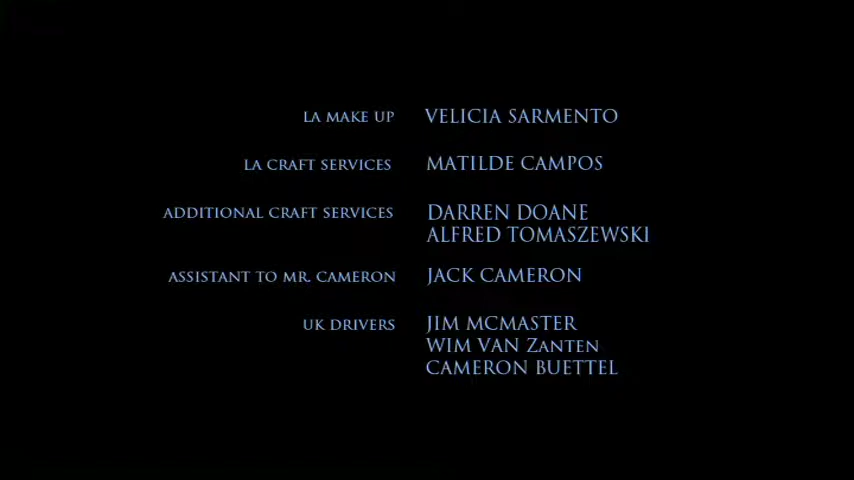 LA MAKE UP VELICIA SARMENTO
LA CRAFT SERVICES MATILDE CAMPOS
ADDITIONAL CRAFT SERVICES DARREN DOANE
ALFRED TOMASZEWSKI
ASSISTANT TO MR. CAMERON JACK CAMERON
UK DRIVERS JIM MCMASTER
WIM VAN ZANTEN
CAMERON BUETTEL